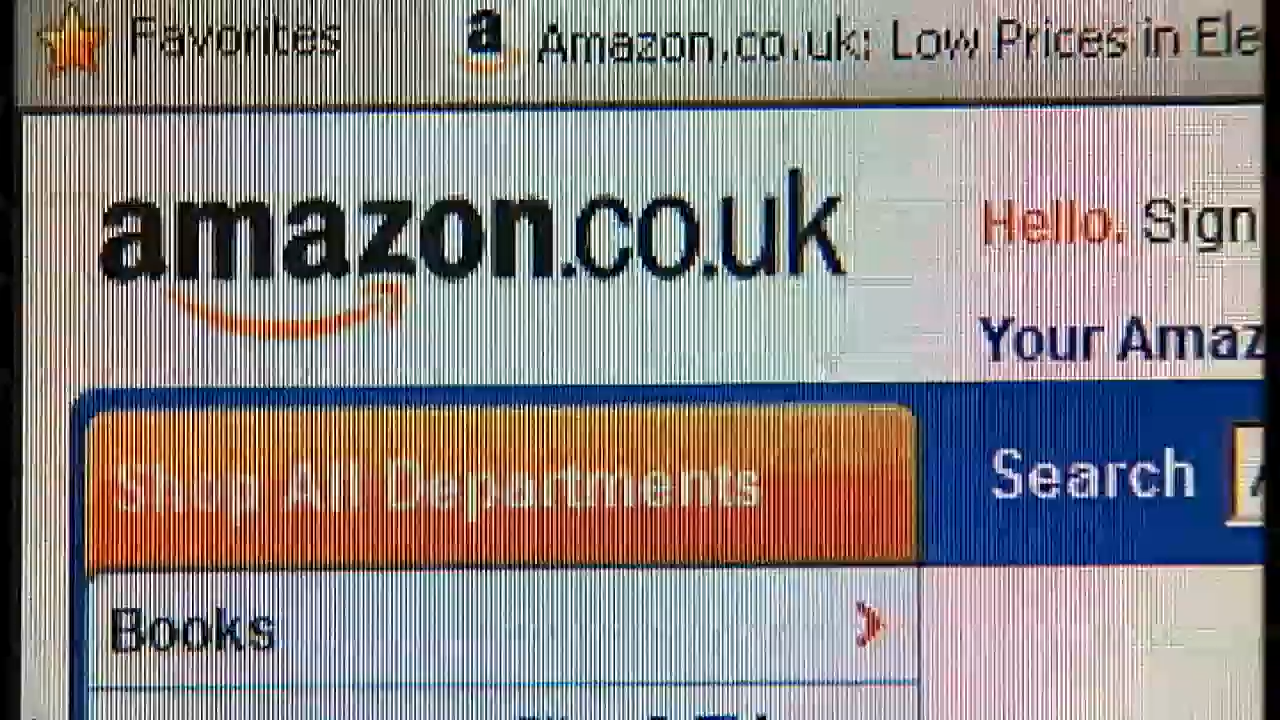 Favorites
a Amazon.co.uk: Low Prices in Ele
amazon.co.uk
Hello. Sign
Your Amaz
Shop All Departments
Search
Books